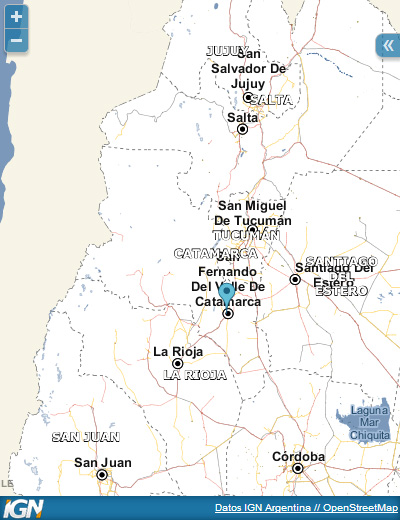 +
−
«
JUJUY
San
Salvador De
Jujuy
SALTA
Salta
San Miguel
De Tucumán
TUCUMÁN
CATAMARCA
San
Fernando
Del Valle De
Catamarca
SANTIAGO
DEL
ESTERO
Santiago Del
Estero
La Rioja
LA RIOJA
Laguna
Mar
Chiquita
SAN JUAN
San Juan
Córdoba
LE
IGN
Datos IGN Argentina // OpenStreetMap